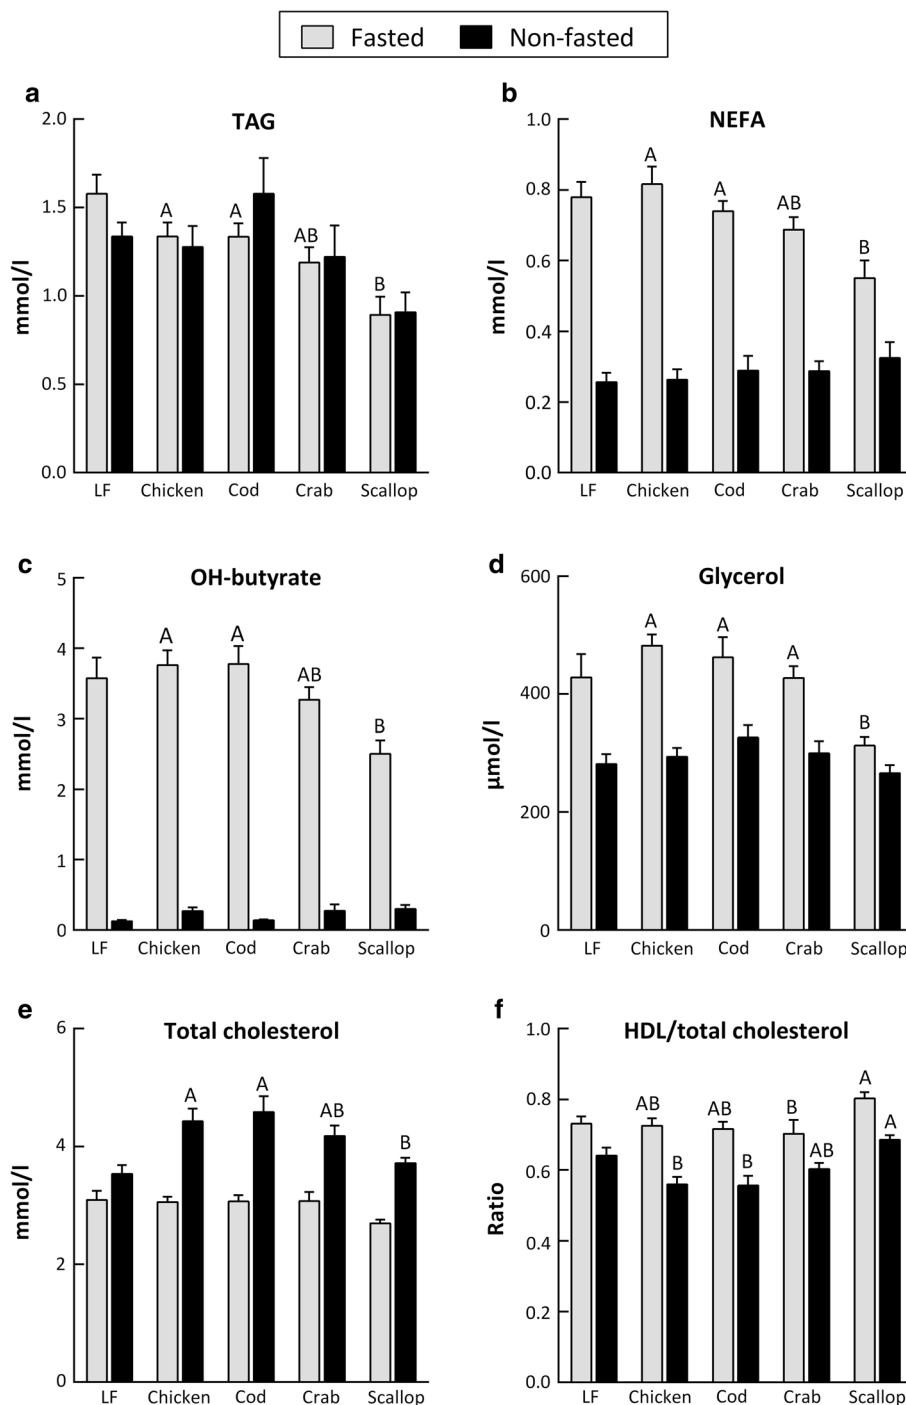 Fasted Non-fasted
a b
TAG NEFA
2.0
1.5
1.0
0.5
0.0
mmol/l
A A AB B
LF Chicken Cod Crab Scallop
1.0
0.8
0.6
0.4
0.2
0.0
mmol/l
A A AB B
LF Chicken Cod Crab Scallop
c d
OH-butyrate Glycerol
5
4
3
2
1
0
mmol/l
A A AB B
LF Chicken Cod Crab Scallop
600
400
200
0
µmol/l
A A A B
LF Chicken Cod Crab Scallop
e f
Total cholesterol HDL/total cholesterol
6
4
2
0
mmol/l
A A AB B
LF Chicken Cod Crab Scallop
1.0
0.8
0.6
0.4
0.2
0.0
Ratio
AB AB B A
B B AB A
LF Chicken Cod Crab Scallop